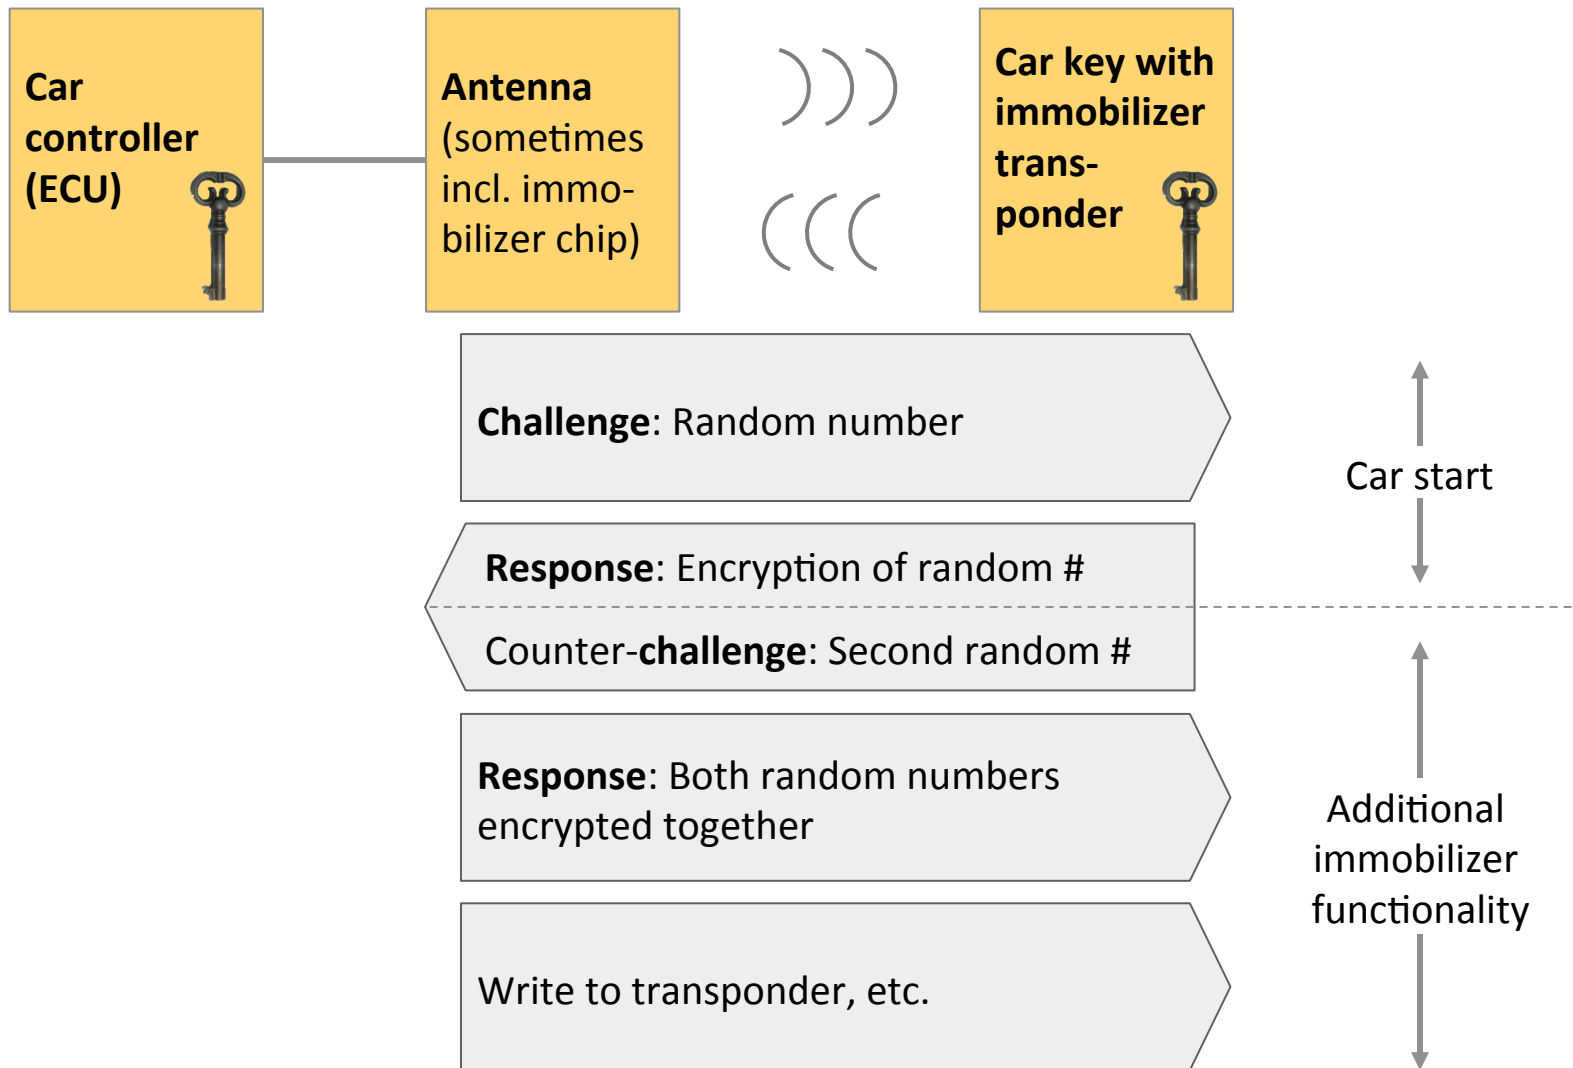 Car
controller
(ECU)
Antenna
(sometimes
incl. immo-
bilizer chip)
Car key with
immobilizer
trans-
ponder
Challenge: Random number
Car start
Response: Encryption of random #
Counter-challenge: Second random #
Response: Both random numbers
encrypted together
Additional
immobilizer
functionality
Write to transponder, etc.